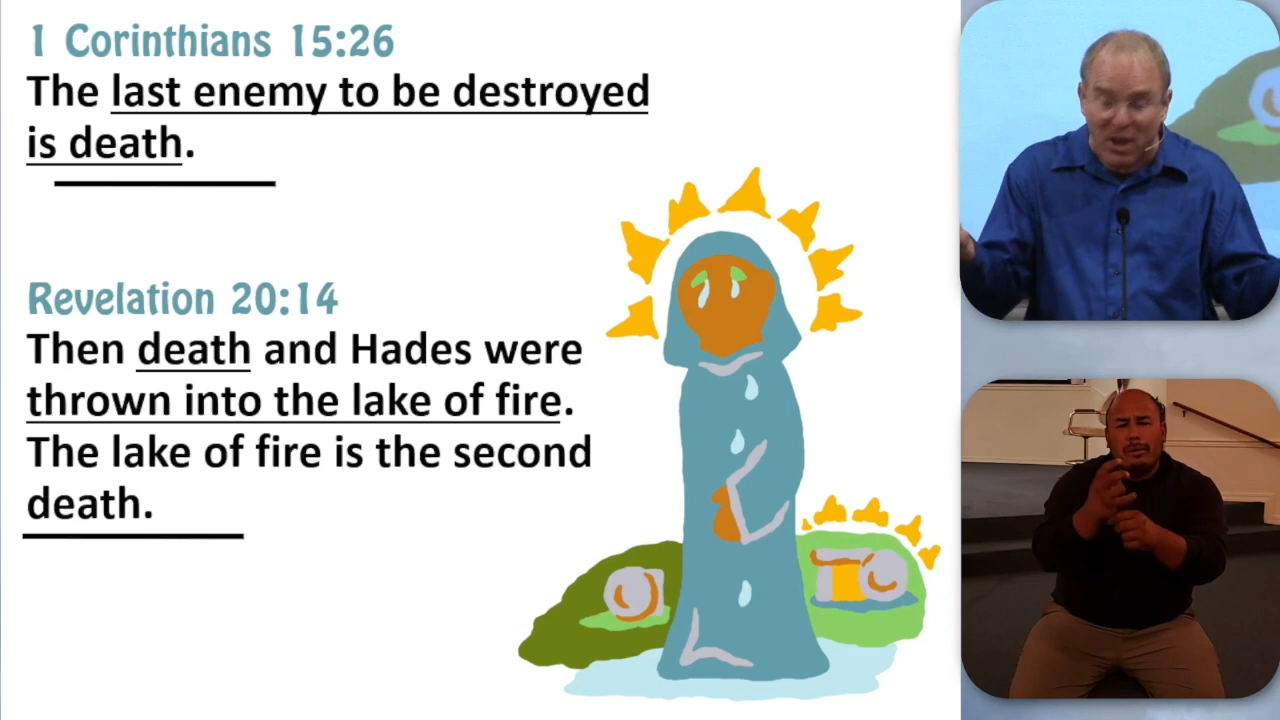 1 Corinthians 15:26
The last enemy to be destroyed
is death.
Revelation 20:14
Then death and Hades were
thrown into the lake of fire.
The lake of fire is the second
death.